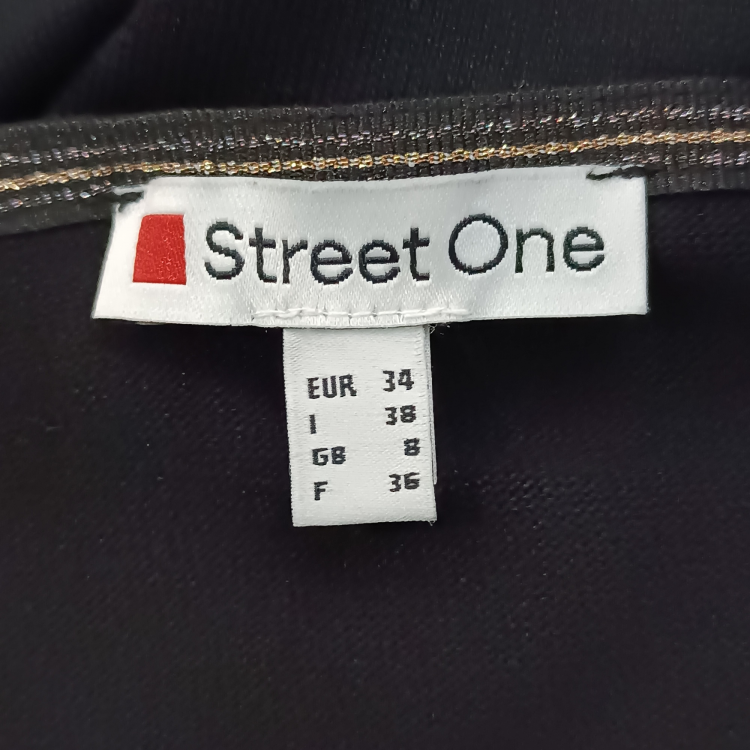 Street One
EUR 34
I 38
GB 8
F 36